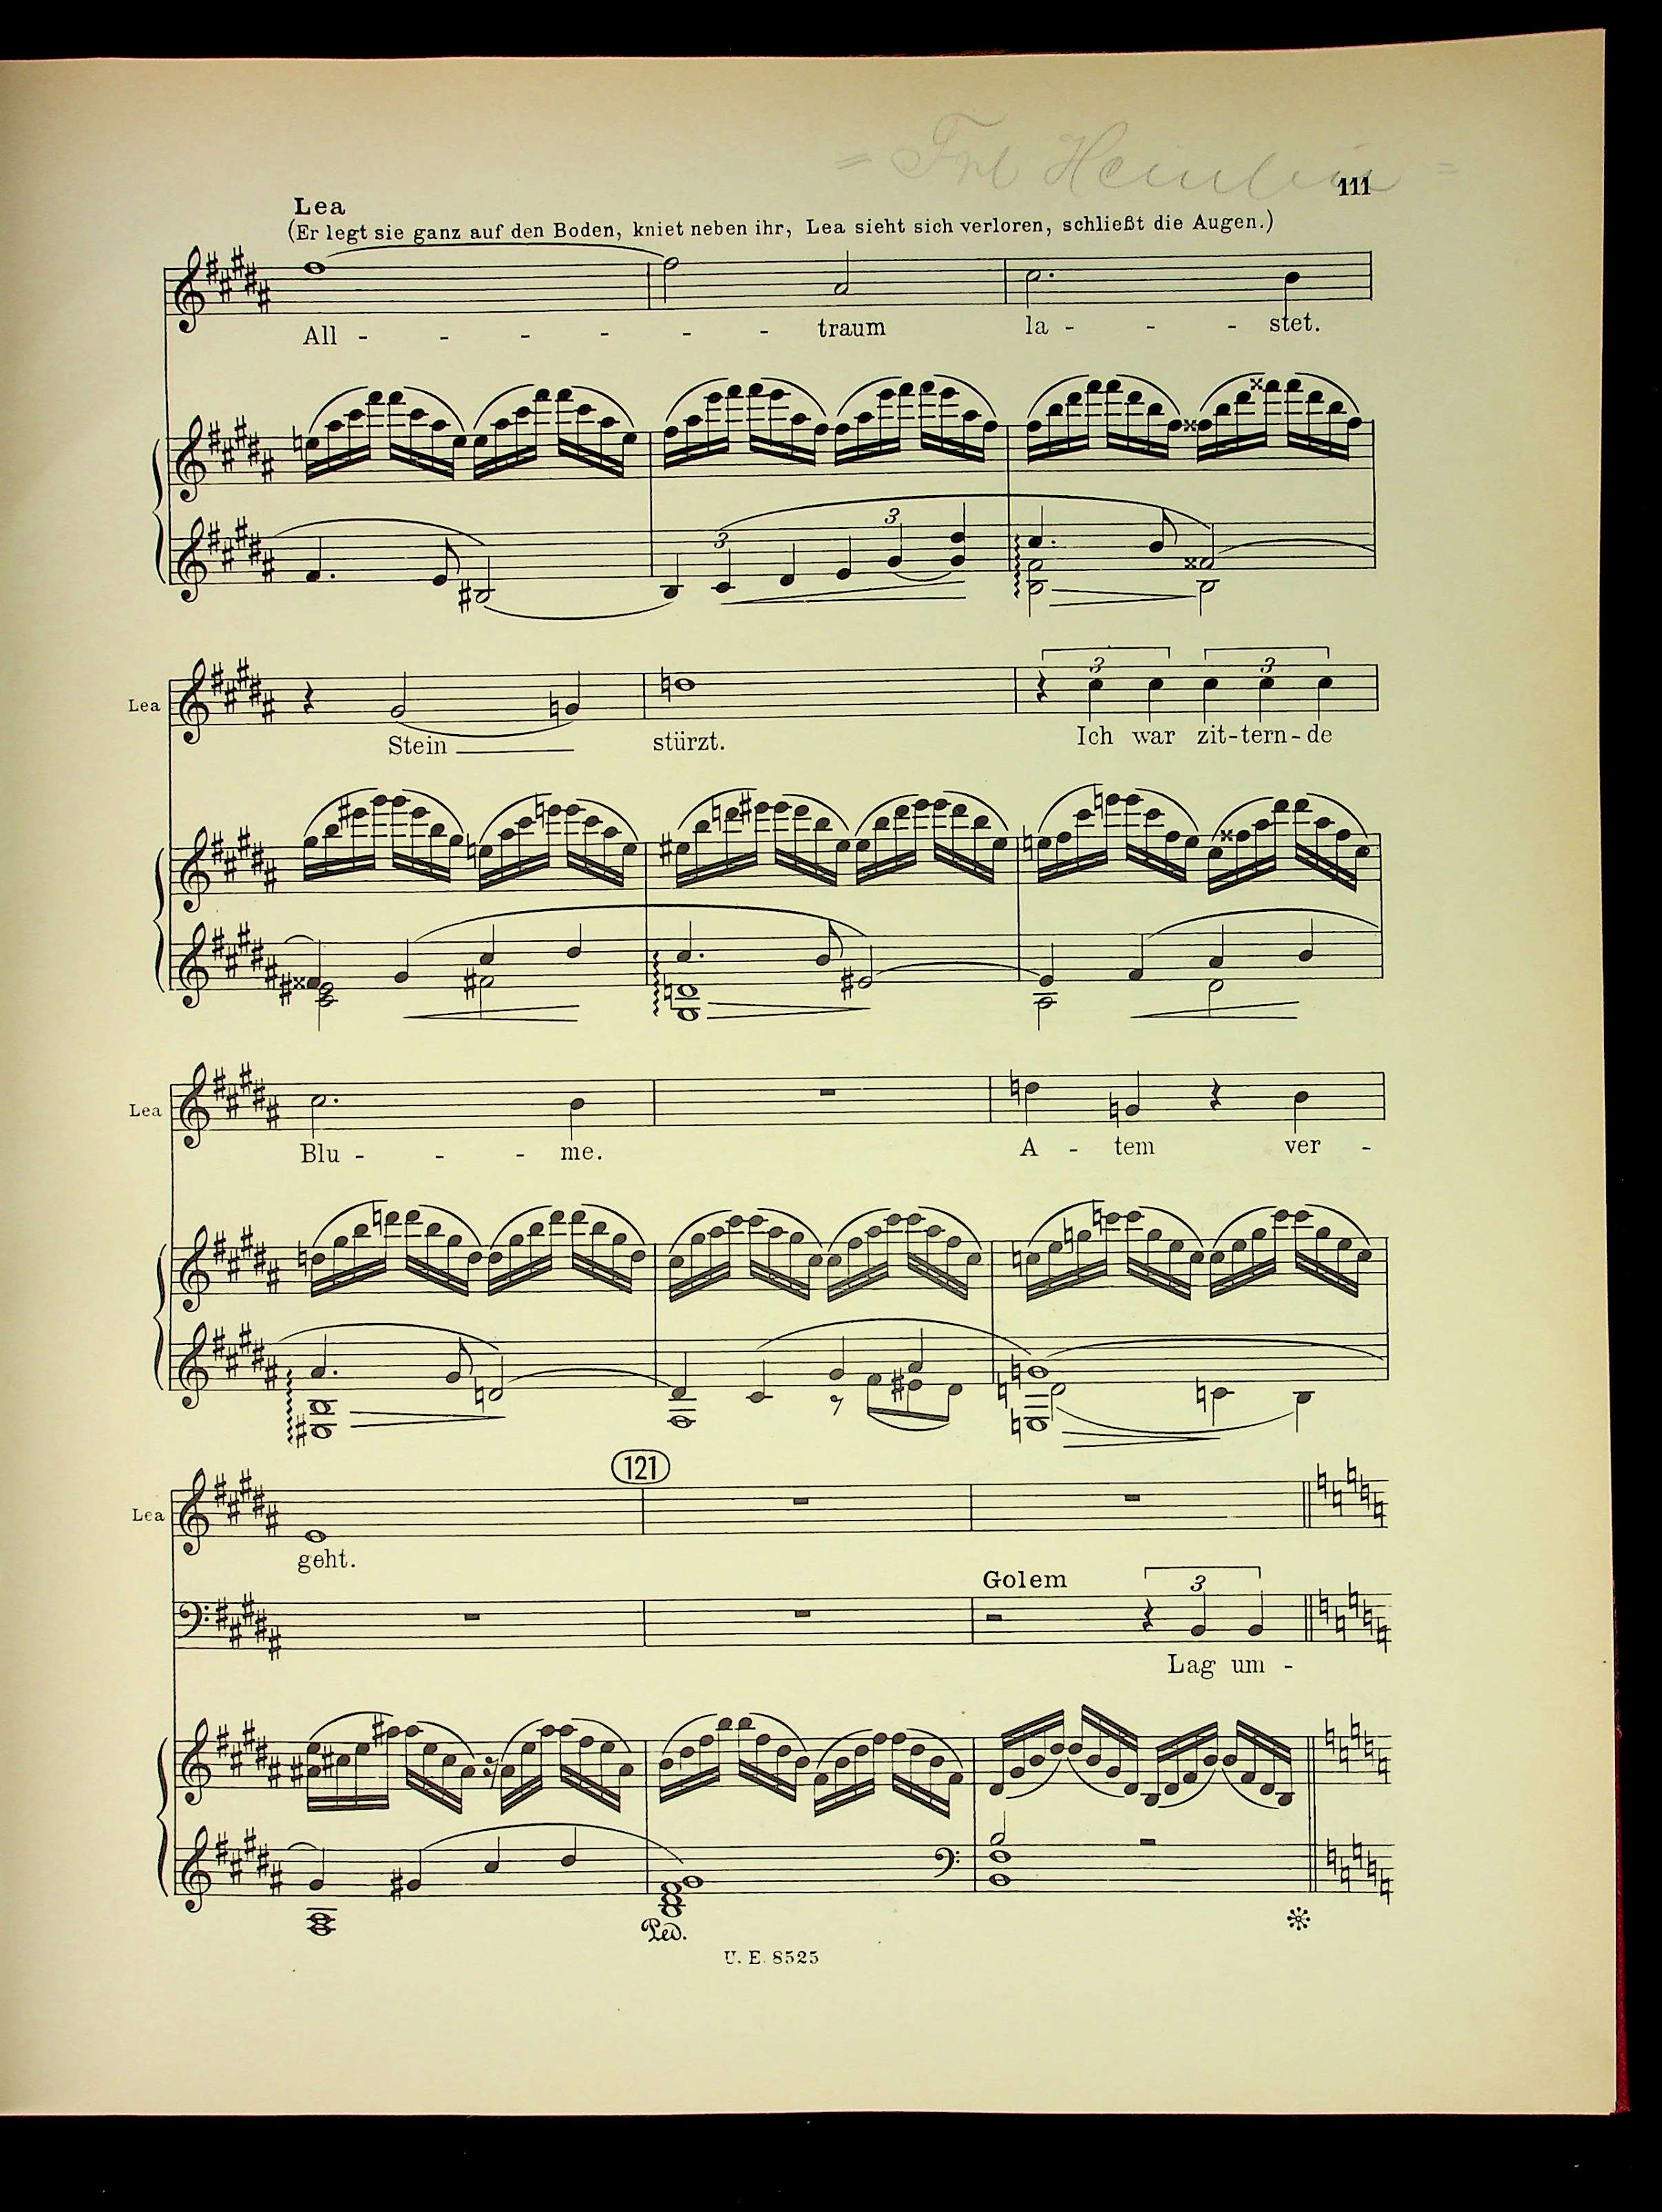 = Frl Heinlein =
111
Lea
(Er legt sie ganz auf den Boden, kniet neben ihr, Lea sieht sich verloren, schließt die Augen.)
All - - - - - - traum la - - - stet.
3 3
Lea
3 3
Stein stürzt. Ich war zit-tern-de
Lea
Blu - - - me. A - tem ver -
121
Lea
geht.
Golem
3
Lag um -
Ped.
U. E. 8525